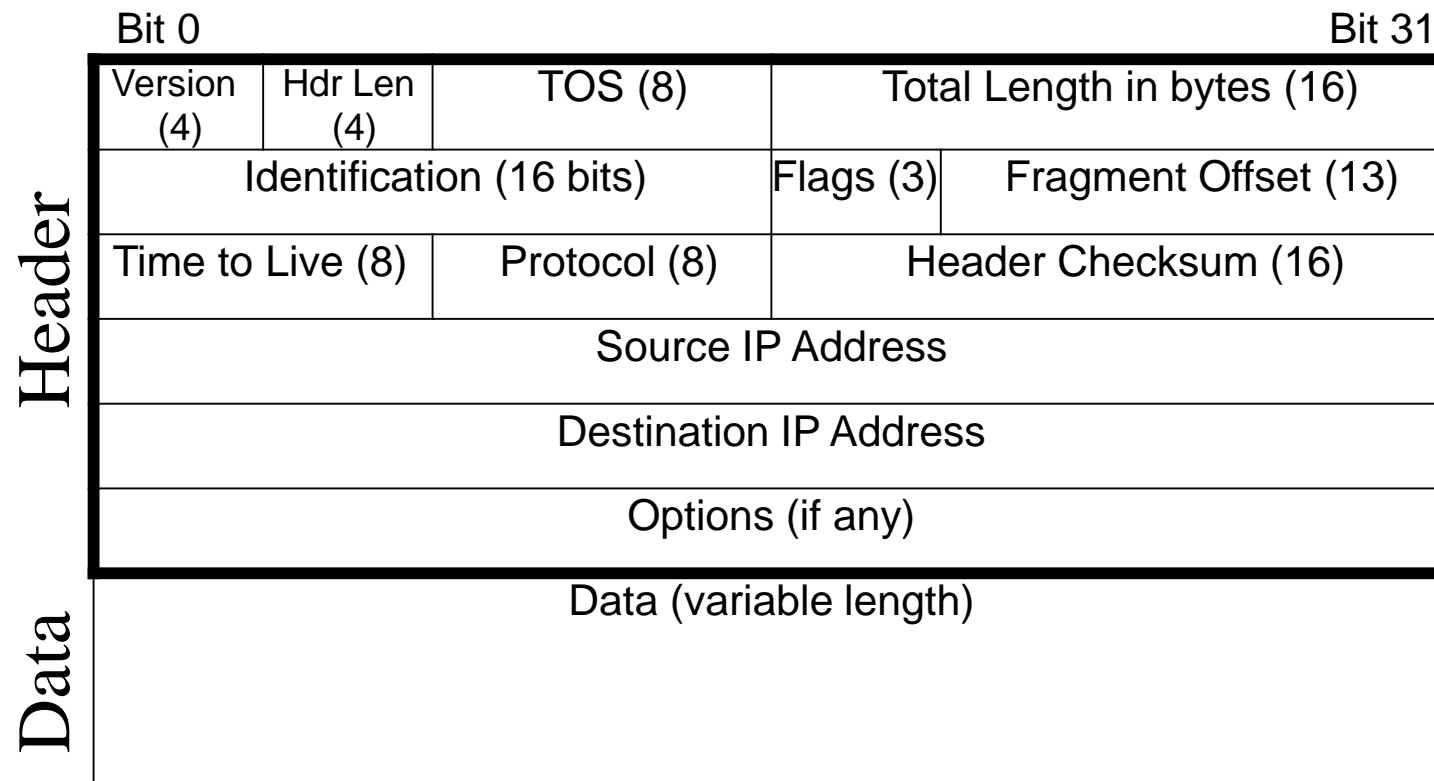 Bit 0 Bit 31
Version (4) Hdr Len (4) TOS (8) Total Length in bytes (16)
Identification (16 bits) Flags (3) Fragment Offset (13)
Time to Live (8) Protocol (8) Header Checksum (16)
Source IP Address
Destination IP Address
Options (if any)
Header
Data (variable length)
Data